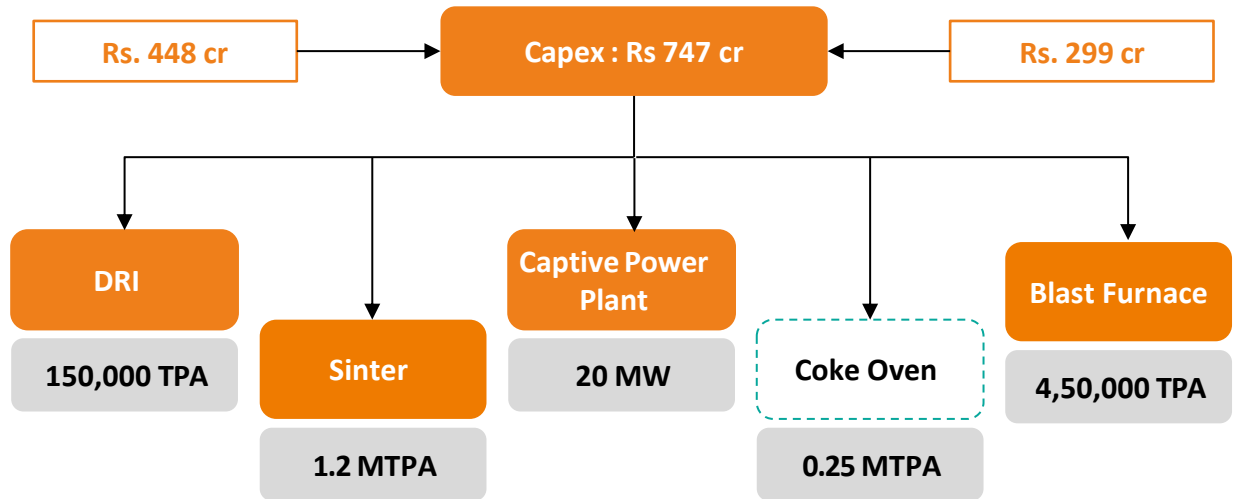 Rs. 448 cr
Capex : Rs 747 cr
Rs. 299 cr
DRI
150,000 TPA
Sinter
1.2 MTPA
Captive Power
Plant
20 MW
Coke Oven
0.25 MTPA
Blast Furnace
4,50,000 TPA